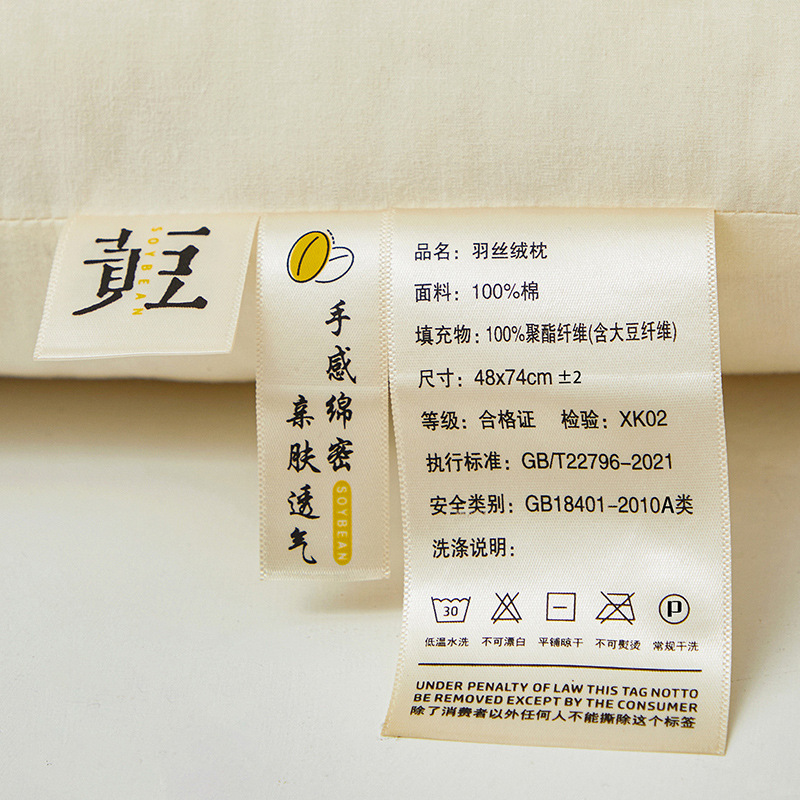 SOYBEAN
手感绵密
亲肤透气
SOYBEAN
品名：羽丝绒枕
面料：100%棉
填充物：100%聚酯纤维(含大豆纤维)
尺寸：48x74cm ±2
等级：合格证 检验：XK02
执行标准：GB/T22796-2021
安全类别：GB18401-2010A类
洗涤说明：
30
P
低温水洗 不可漂白 平铺晾干 不可熨烫 常规干洗
UNDER PENALTY OF LAW THIS TAG NOTTO
BE REMOVED EXCEPT BY THE CONSUMER
除了消费者以外任何人不能撕除这个标签